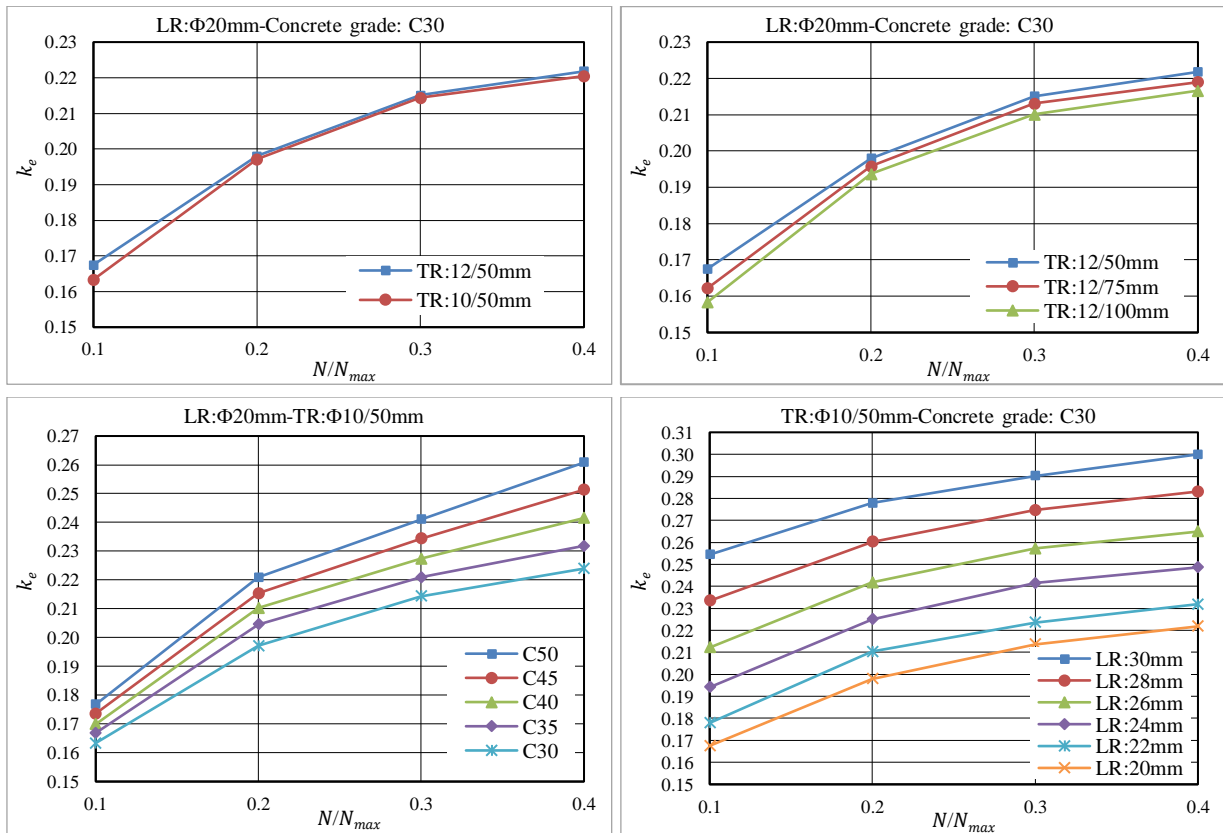 LR:Φ20mm-Concrete grade: C30
0.23
0.22
0.21
0.20
0.19
0.18
0.17
0.16
0.15
k_e
0.1 0.2 0.3 0.4
N/N_max
TR:12/50mm
TR:10/50mm
LR:Φ20mm-Concrete grade: C30
0.23
0.22
0.21
0.20
0.19
0.18
0.17
0.16
0.15
k_e
0.1 0.2 0.3 0.4
N/N_max
TR:12/50mm
TR:12/75mm
TR:12/100mm
LR:Φ20mm-TR:Φ10/50mm
0.27
0.26
0.25
0.24
0.23
0.22
0.21
0.20
0.19
0.18
0.17
0.16
0.15
k_e
0.1 0.2 0.3 0.4
N/N_max
C50
C45
C40
C35
C30
TR:Φ10/50mm-Concrete grade: C30
0.31
0.30
0.29
0.28
0.27
0.26
0.25
0.24
0.23
0.22
0.21
0.20
0.19
0.18
0.17
0.16
0.15
k_e
0.1 0.2 0.3 0.4
N/N_max
LR:30mm
LR:28mm
LR:26mm
LR:24mm
LR:22mm
LR:20mm